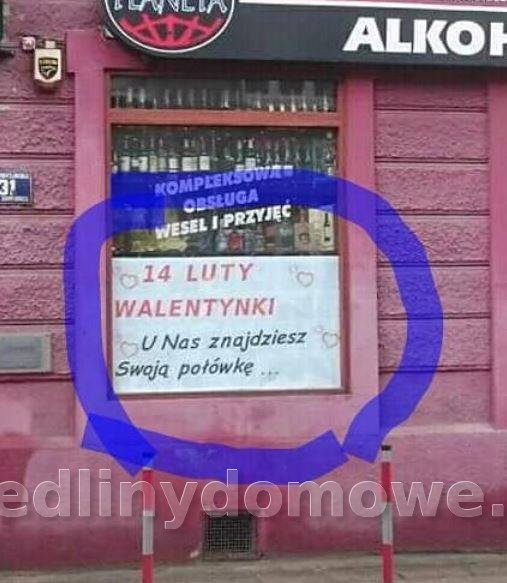 PLANETA
ALKOH
31
KOMPLEKSOWA
OBSŁUGA
WESEL I PRZYJĘĆ
14 LUTY
WALENTYNKI
U Nas znajdziesz
Swoją połówkę ...
edlinydomowe.